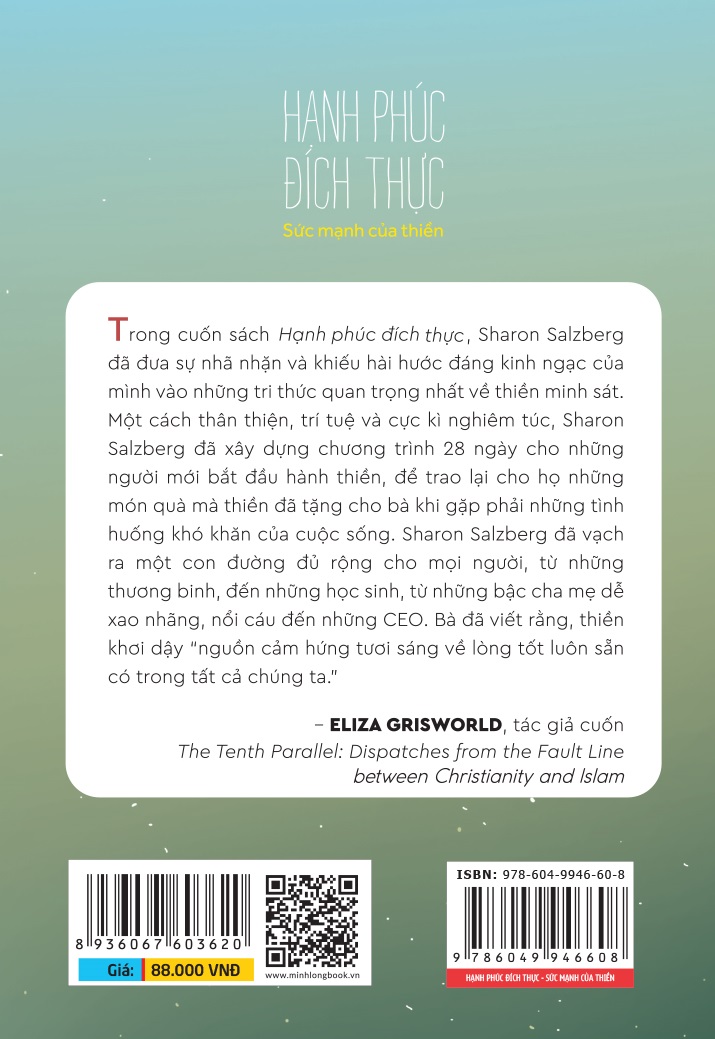 HẠNH PHÚC
ĐÍCH THỰC
Sức mạnh của thiền
Trong cuốn sách Hạnh phúc đích thực, Sharon Salzberg
đã đưa sự nhã nhặn và khiếu hài hước đáng kinh ngạc của
mình vào những tri thức quan trọng nhất về thiền minh sát.
Một cách thân thiện, trí tuệ và cực kì nghiêm túc, Sharon
Salzberg đã xây dựng chương trình 28 ngày cho những
người mới bắt đầu hành thiền, để trao lại cho họ những
món quà mà thiền đã tặng cho bà khi gặp phải những tình
huống khó khăn của cuộc sống. Sharon Salzberg đã vạch
ra một con đường đủ rộng cho mọi người, từ những
thương binh, đến những học sinh, từ những bậc cha mẹ dễ
xao nhãng, nổi cáu đến những CEO. Bà đã viết rằng, thiền
khơi dậy “nguồn cảm hứng tươi sáng về lòng tốt luôn sẵn
có trong tất cả chúng ta.”
– ELIZA GRISWORLD, tác giả cuốn
The Tenth Parallel: Dispatches from the Fault Line
between Christianity and Islam
8 936067 603620
Giá: 88.000 VNĐ
www.minhlongbook.vn
ISBN: 978-604-9946-60-8
9 786049 946608
HẠNH PHÚC ĐÍCH THỰC - SỨC MẠNH CỦA THIỀN